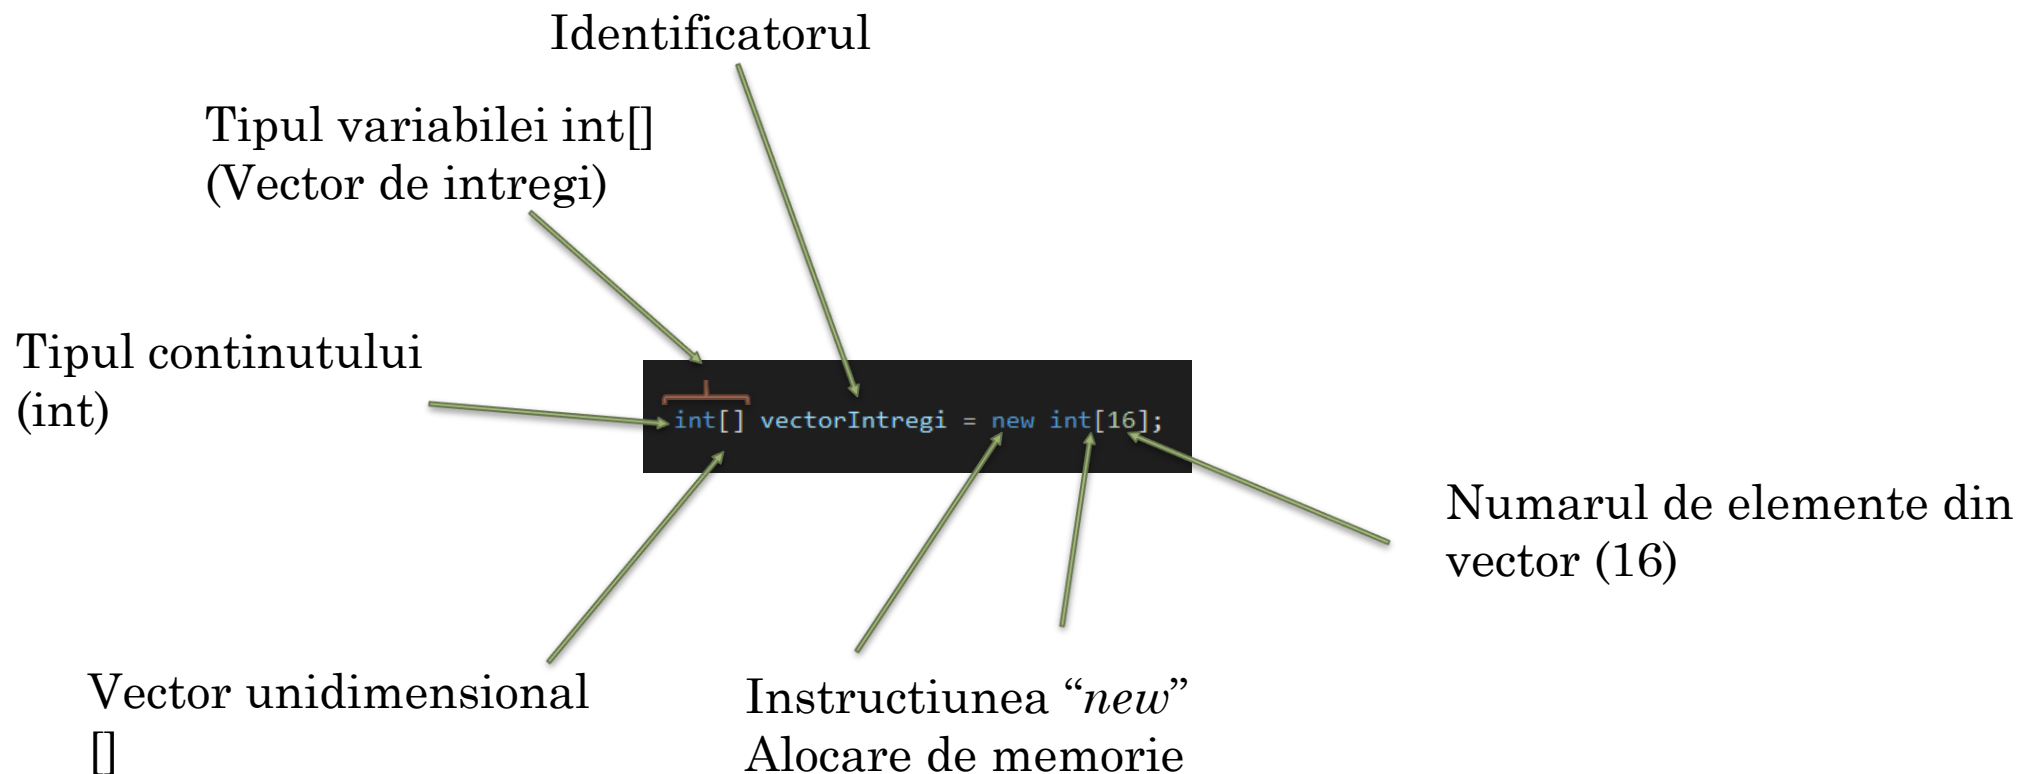 Identificatorul
Tipul variabilei int[]
(Vector de intregi)
Tipul continutului
(int)
int[] vectorIntregi = new int[16];
Numarul de elemente din
vector (16)
Vector unidimensional
[]
Instructiunea “new”
Alocare de memorie